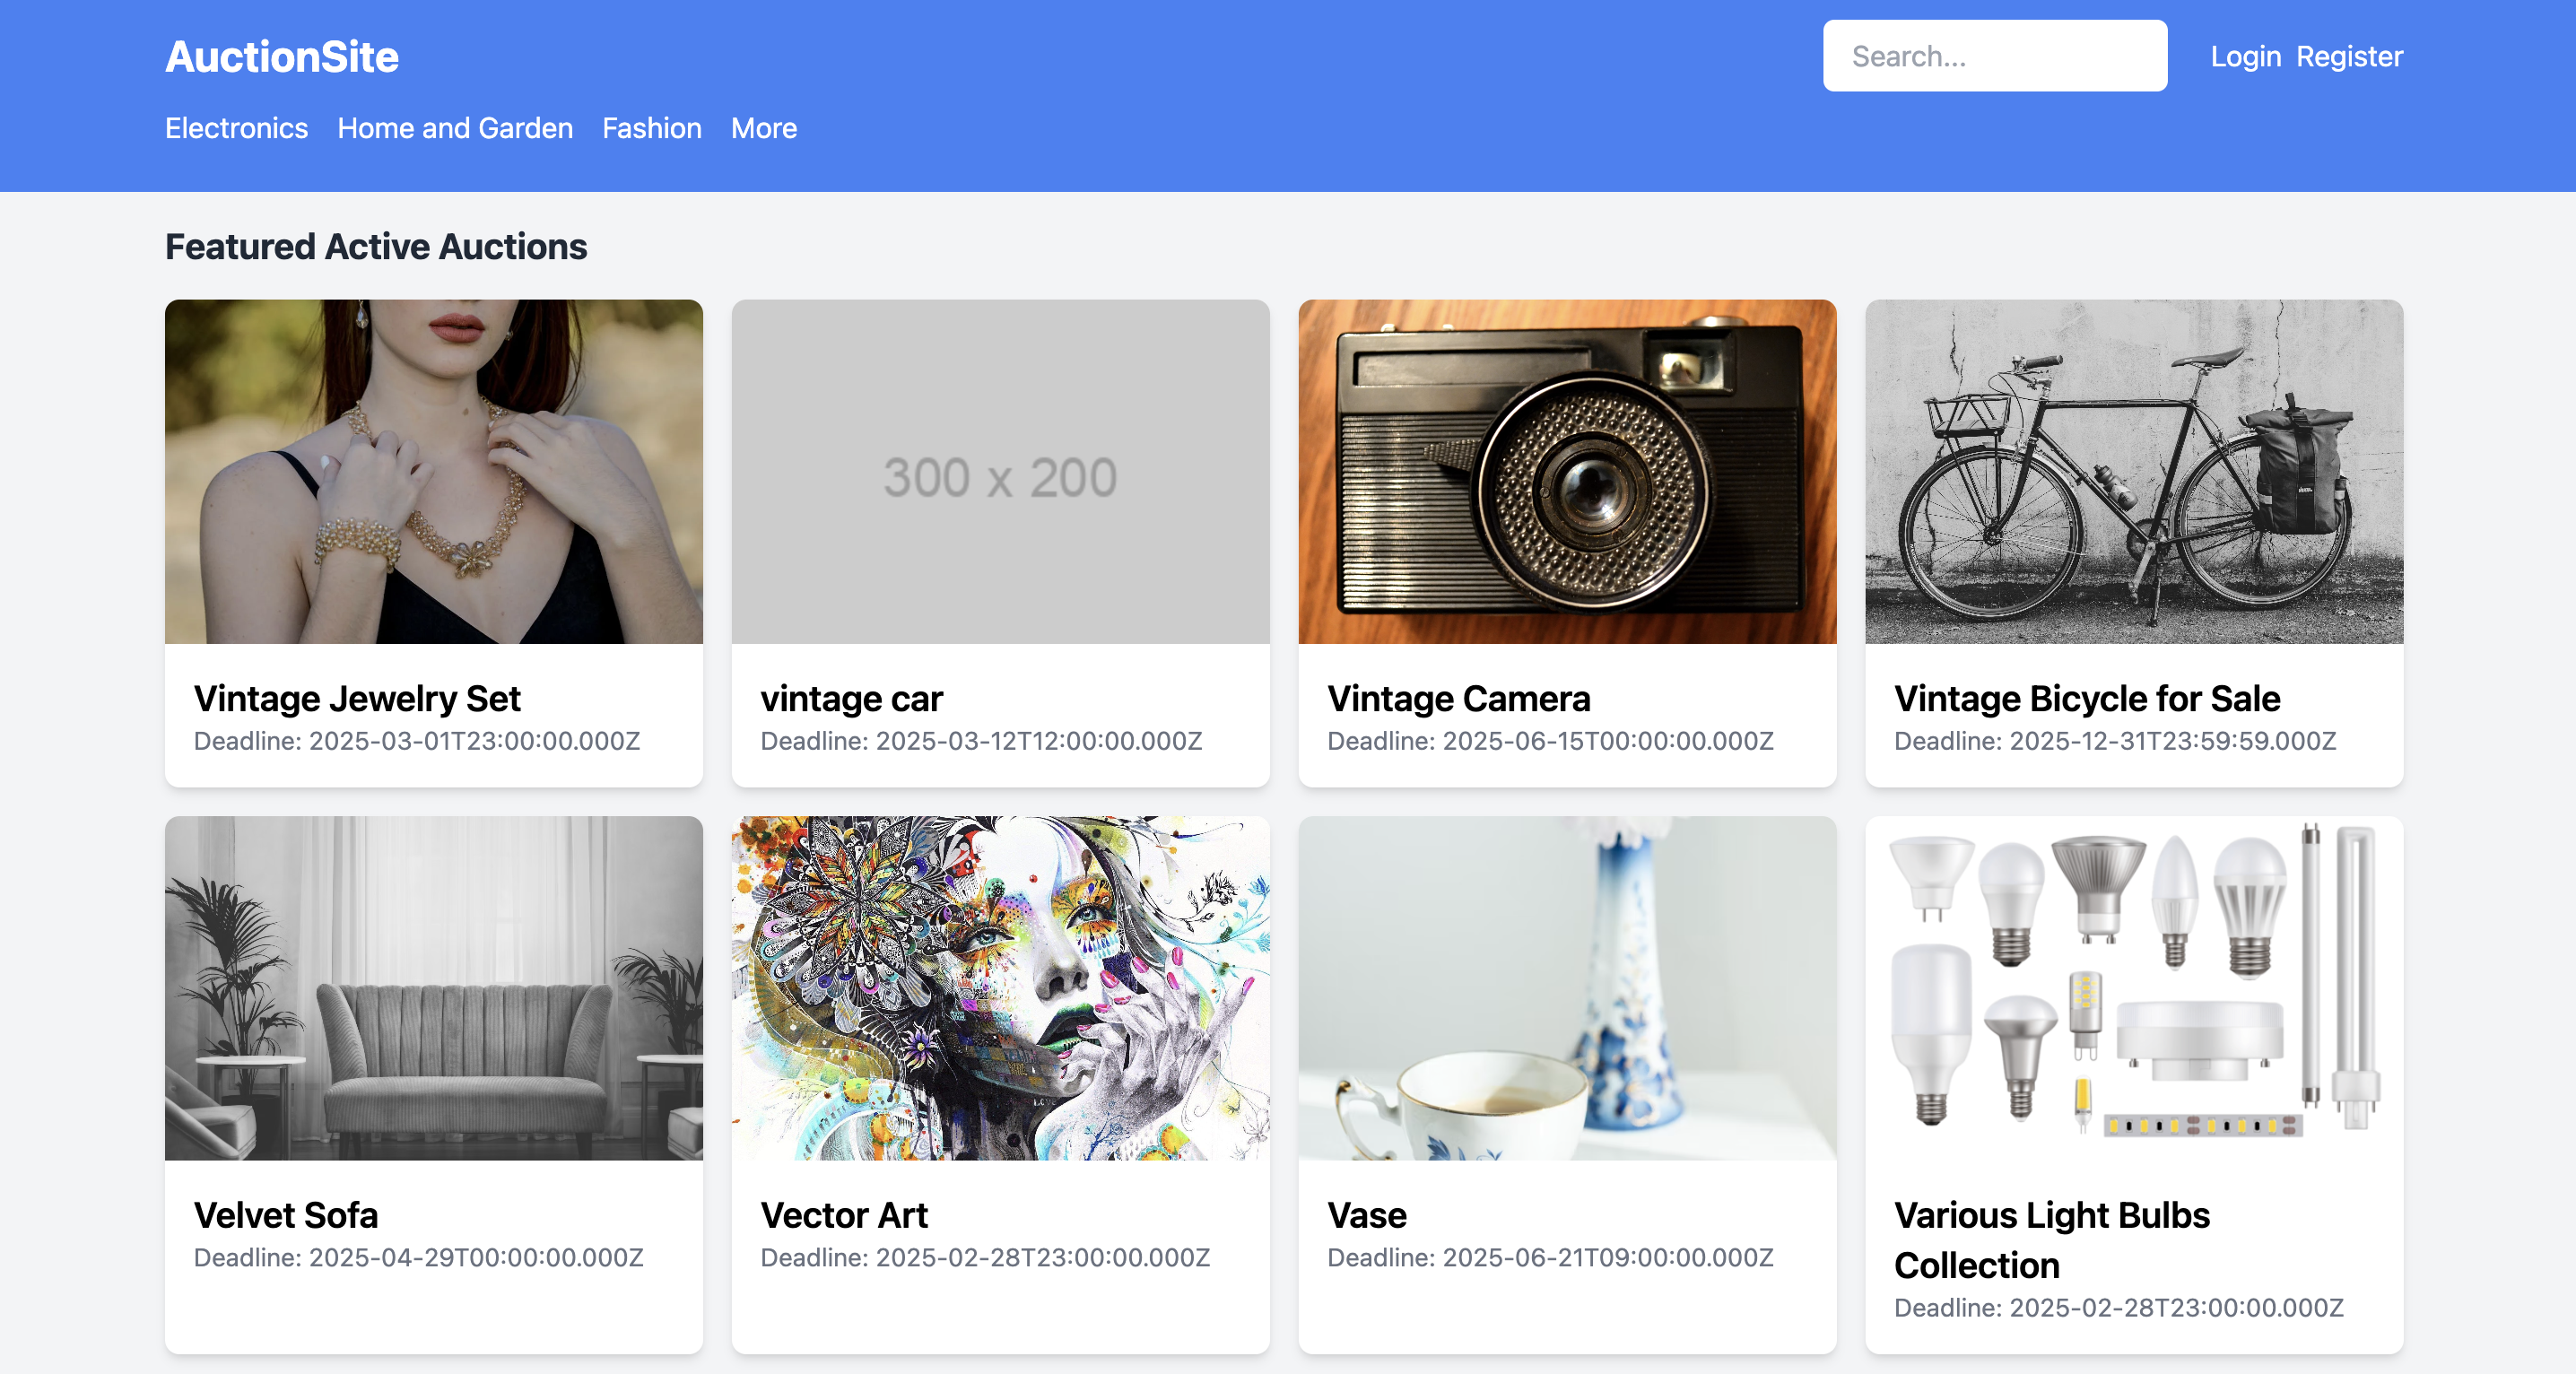 AuctionSite
Search...
Login Register
Electronics Home and Garden Fashion More
Featured Active Auctions
300 x 200
Vintage Jewelry Set
Deadline: 2025-03-01T23:00:00.000Z
vintage car
Deadline: 2025-03-12T12:00:00.000Z
Vintage Camera
Deadline: 2025-06-15T00:00:00.000Z
Vintage Bicycle for Sale
Deadline: 2025-12-31T23:59:59.000Z
Velvet Sofa
Deadline: 2025-04-29T00:00:00.000Z
Vector Art
Deadline: 2025-02-28T23:00:00.000Z
Vase
Deadline: 2025-06-21T09:00:00.000Z
Various Light Bulbs
Collection
Deadline: 2025-02-28T23:00:00.000Z